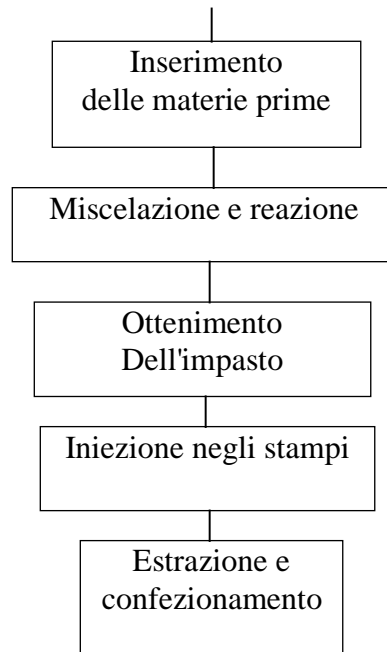 Inserimento
delle materie prime
Miscelazione e reazione
Ottenimento
Dell'impasto
Iniezione negli stampi
Estrazione e
confezionamento